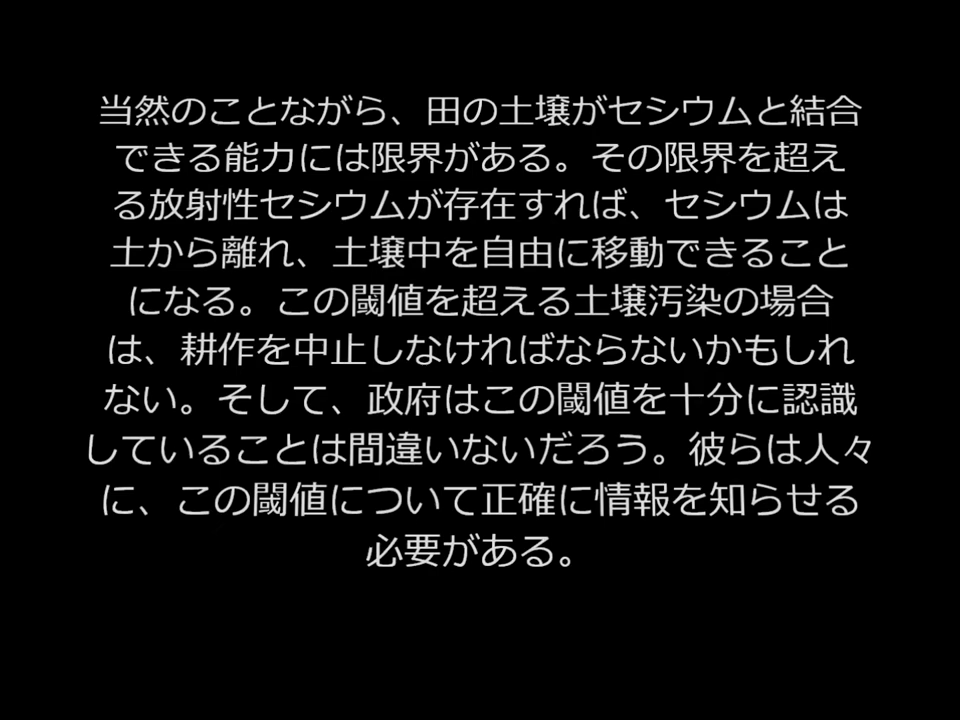 当然のことながら、田の土壌がセシウムと結合
できる能力には限界がある。その限界を超え
る放射性セシウムが存在すれば、セシウムは
土から離れ、土壌中を自由に移動できること
になる。この閾値を超える土壌汚染の場合
は、耕作を中止しなければならないかもしれ
ない。そして、政府はこの閾値を十分に認識
していることは間違いないだろう。彼らは人々
に、この閾値について正確に情報を知らせる
必要がある。